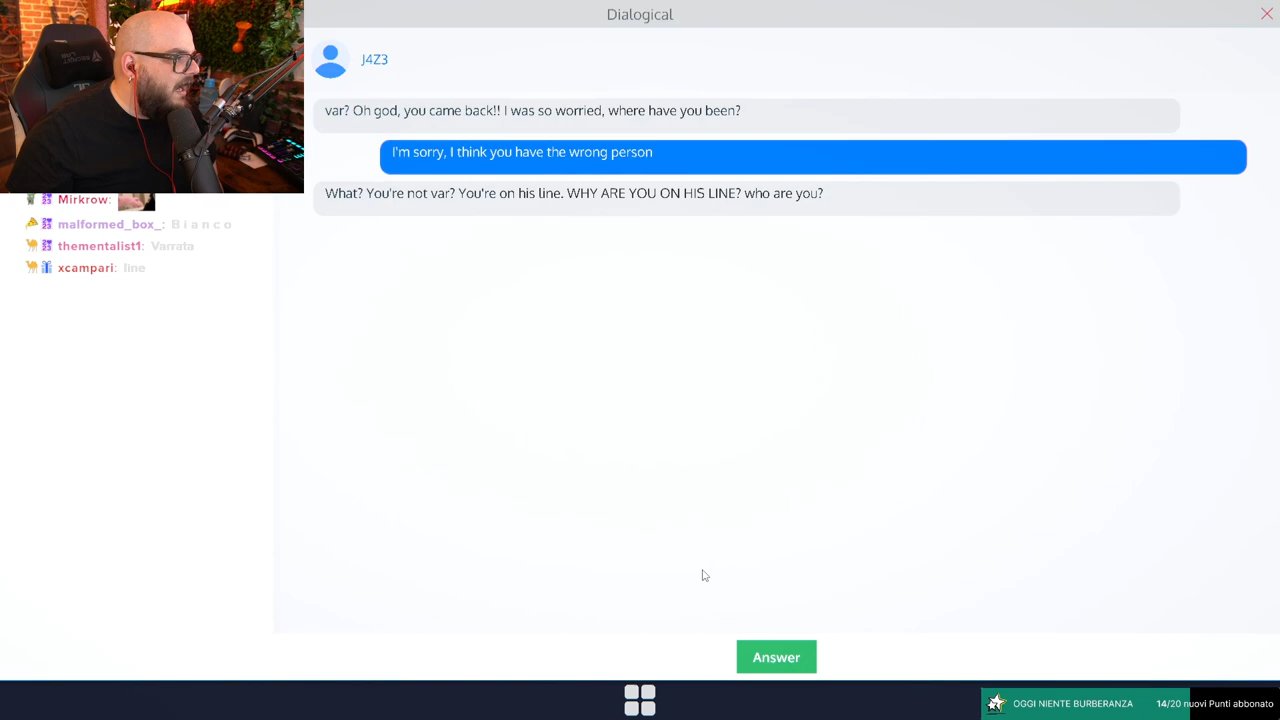 Dialogical
J4Z3
var? Oh god, you came back!! I was so worried, where have you been?
I'm sorry, I think you have the wrong person
What? You're not var? You're on his line. WHY ARE YOU ON HIS LINE? who are you?
Mirkrow:
malformed_box_: B i a n c o
thementalist1: Varrata
xcampari: line
Answer
OGGI NIENTE BURBERANZA 14/20 nuovi Punti abbonato